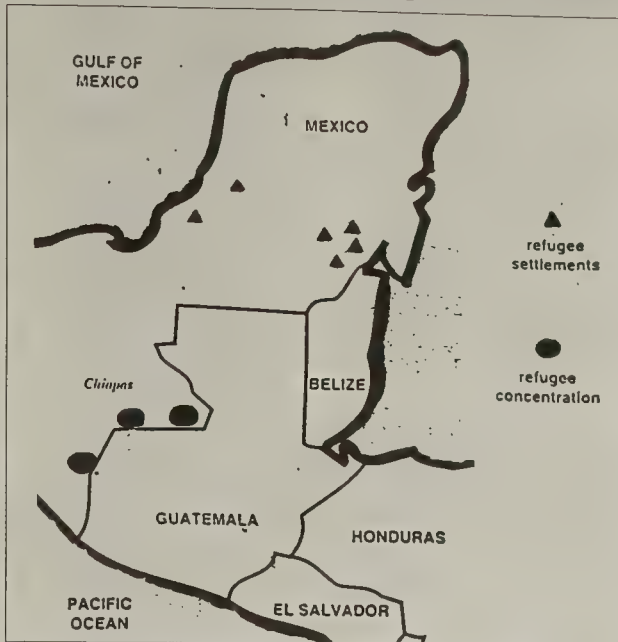 GULF OF
MEXICO
MEXICO
refugee
settlements
Chiapas
BELIZE
refugee
concentration
GUATEMALA
HONDURAS
PACIFIC
OCEAN
EL SALVADOR